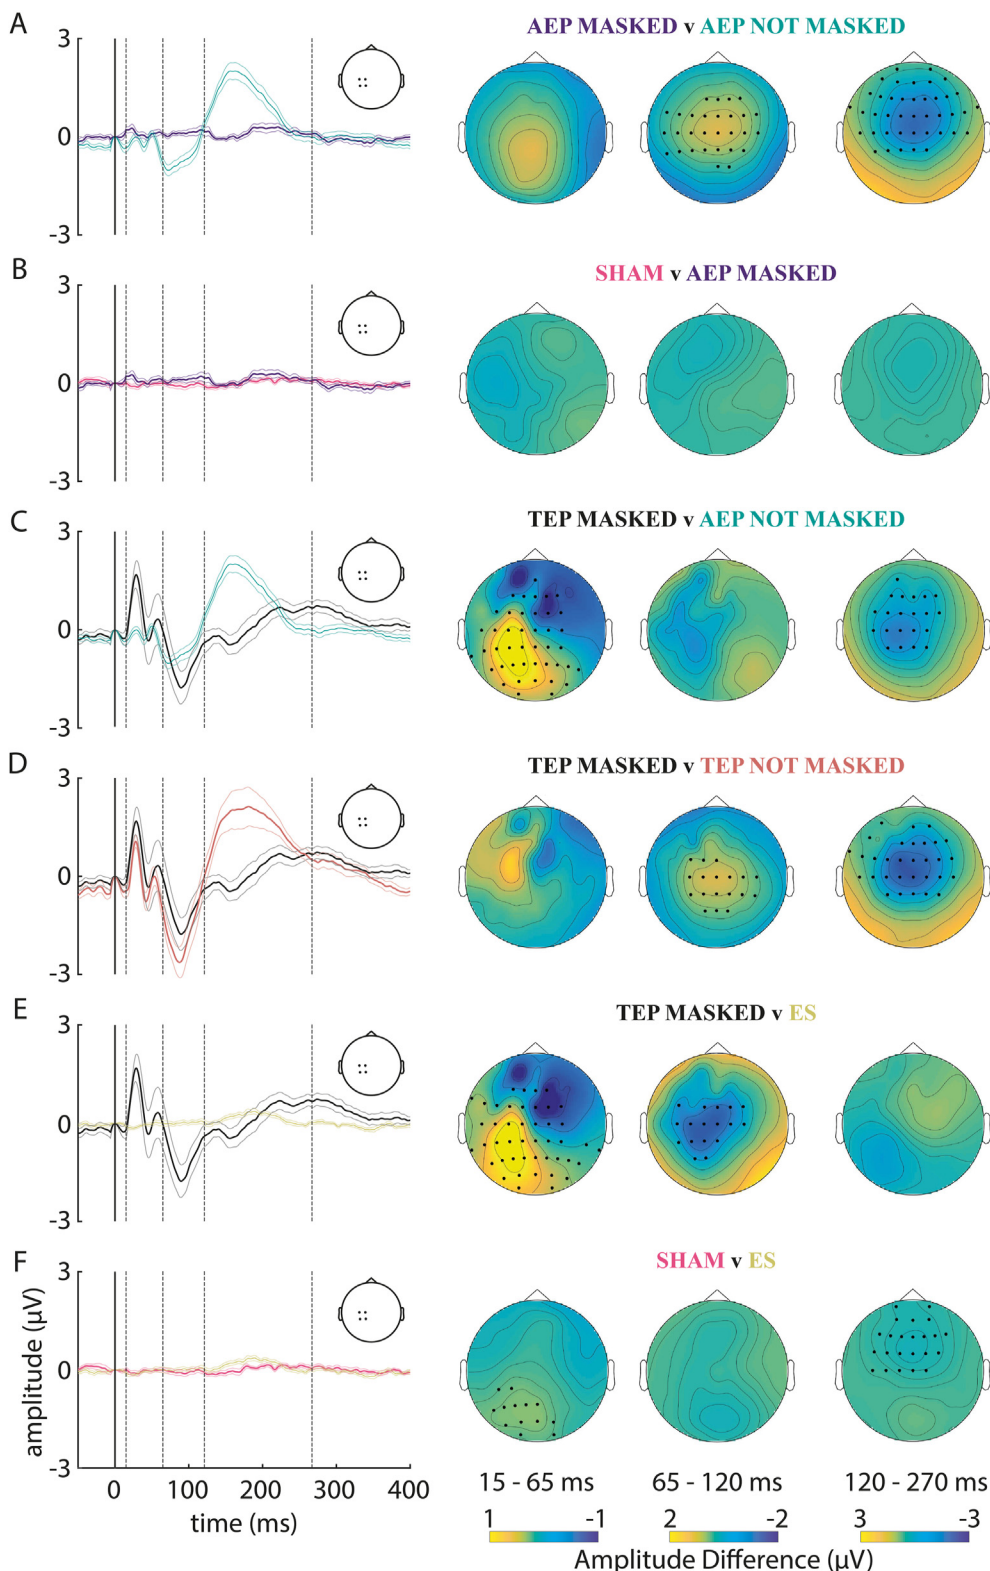 A
3
0
-3
AEP MASKED v AEP NOT MASKED
B
3
0
-3
SHAM v AEP MASKED
C
3
0
-3
TEP MASKED v AEP NOT MASKED
D
3
0
-3
TEP MASKED v TEP NOT MASKED
E
3
0
-3
TEP MASKED v ES
F
3
0
-3
SHAM v ES
amplitude (μV)
0 100 200 300 400
time (ms)
15 - 65 ms 65 - 120 ms 120 - 270 ms
1 -1 2 -2 3 -3
Amplitude Difference (μV)